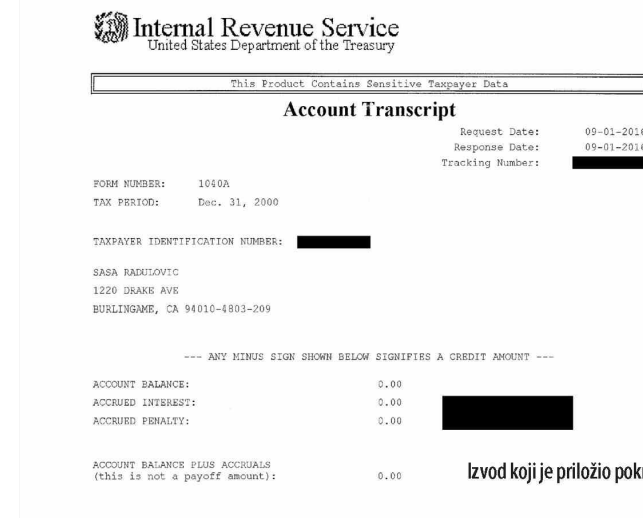 Internal Revenue Service
United States Department of the Treasury
This Product Contains Sensitive Taxpayer Data
Account Transcript
Request Date: 09-01-2016
Response Date: 09-01-2016
Tracking Number:
FORM NUMBER: 1040A
TAX PERIOD: Dec. 31, 2000
TAXPAYER IDENTIFICATION NUMBER:
SASA RADULOVIC
1220 DRAKE AVE
BURLINGAME, CA 94010-4803-209
--- ANY MINUS SIGN SHOWN BELOW SIGNIFIES A CREDIT AMOUNT ---
ACCOUNT BALANCE: 0.00
ACCRUED INTEREST: 0.00
ACCRUED PENALTY: 0.00
ACCOUNT BALANCE PLUS ACCRUALS
(this is not a payoff amount): 0.00
Izvod koji je priložio